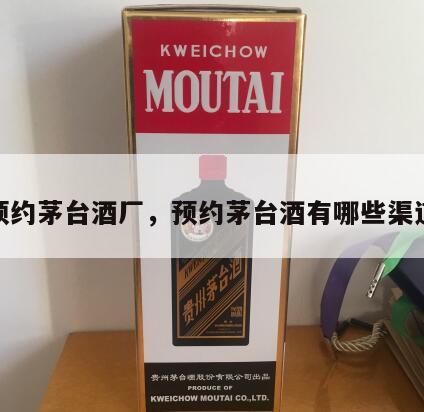 KWEICHOW
MOUTAI
预约茅台酒厂，预约茅台酒有哪些渠道
贵州茅台酒
贵州茅台酒股份有限公司出品
PRODUCE OF
KWEICHOW MOUTAI CO.,LTD.